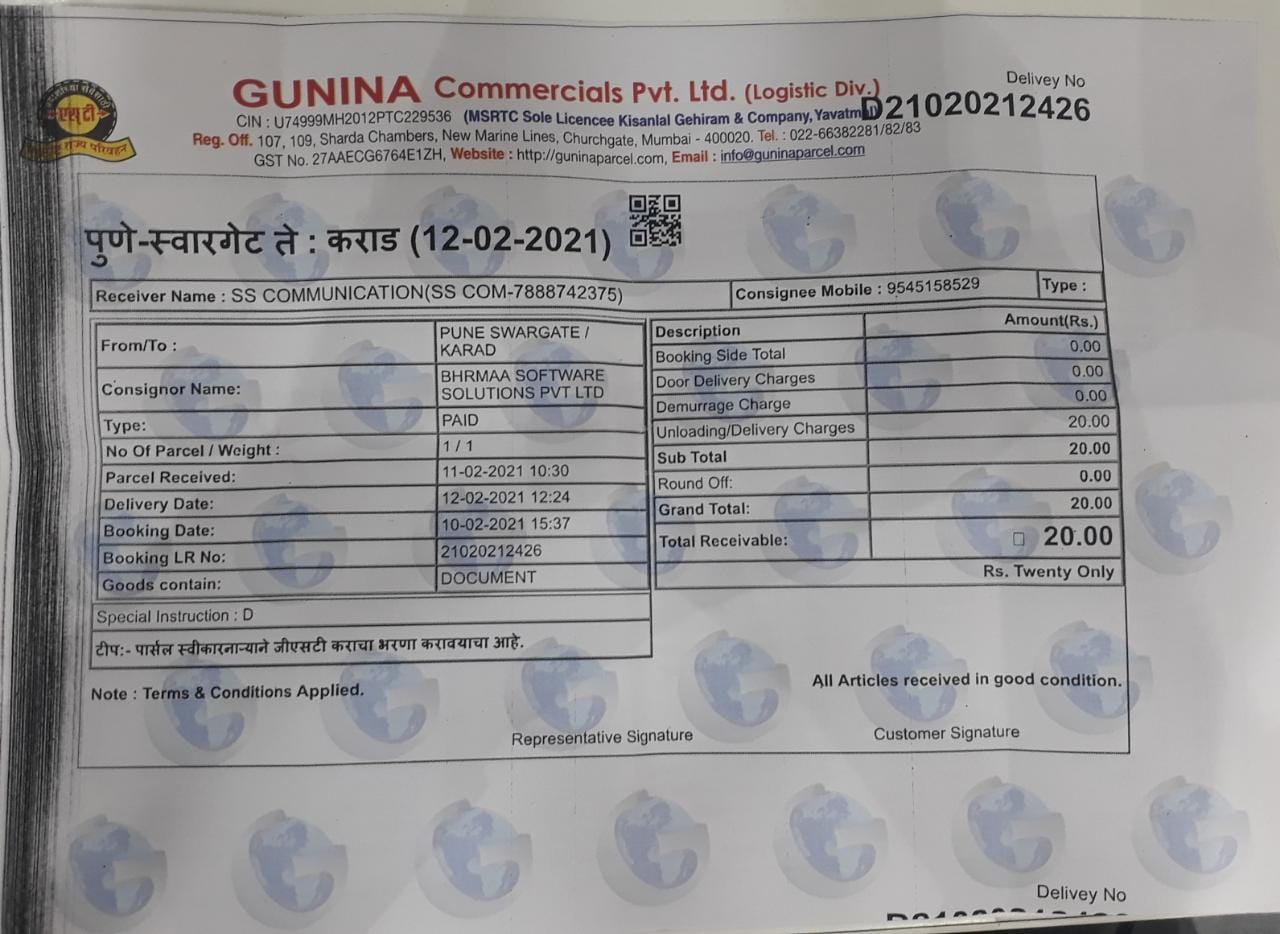 एसटी
GUNINA Commercials Pvt. Ltd. (Logistic Div.)
Delivey No
D21020212426
CIN : U74999MH2012PTC229536 (MSRTC Sole Licencee Kisanlal Gehiram & Company, Yavatmal)
Reg. Off. 107, 109, Sharda Chambers, New Marine Lines, Churchgate, Mumbai - 400020. Tel. : 022-66382281/82/83
GST No. 27AAECG6764E1ZH, Website : http://guninaparcel.com, Email : info@guninaparcel.com
पुणे-स्वारगेट ते : कराड (12-02-2021)
Receiver Name : SS COMMUNICATION(SS COM-7888742375) Consignee Mobile : 9545158529 Type :
From/To : PUNE SWARGATE /
KARAD
Consignor Name: BHRMAA SOFTWARE
SOLUTIONS PVT LTD
Type: PAID
No Of Parcel / Weight : 1 / 1
Parcel Received: 11-02-2021 10:30
Delivery Date: 12-02-2021 12:24
Booking Date: 10-02-2021 15:37
Booking LR No: 21020212426
Goods contain: DOCUMENT
Description Amount(Rs.)
Booking Side Total 0.00
Door Delivery Charges 0.00
Demurrage Charge 0.00
Unloading/Delivery Charges 20.00
Sub Total 20.00
Round Off: 0.00
Grand Total: 20.00
Total Receivable: 20.00
Rs. Twenty Only
Special Instruction : D
टीप:- पार्सल स्वीकारनाऱ्याने जीएसटी कराचा भरणा करावयाचा आहे.
Note : Terms & Conditions Applied.
All Articles received in good condition.
Representative Signature
Customer Signature
Delivey No